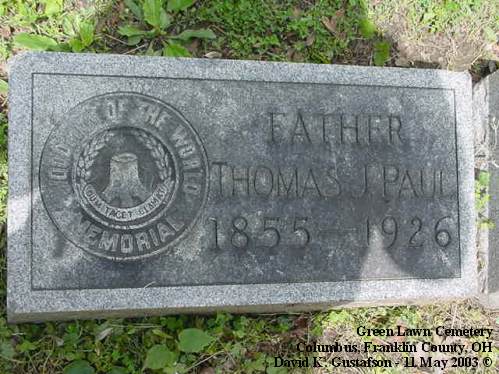 WOODMEN OF THE WORLD
DUM TACET CLAMAT
MEMORIAL
FATHER
THOMAS J. PAUL
1855 - 1926
Green Lawn Cemetery
Columbus, Franklin County, OH
David K. Gustafson - 11 May 2003 ©